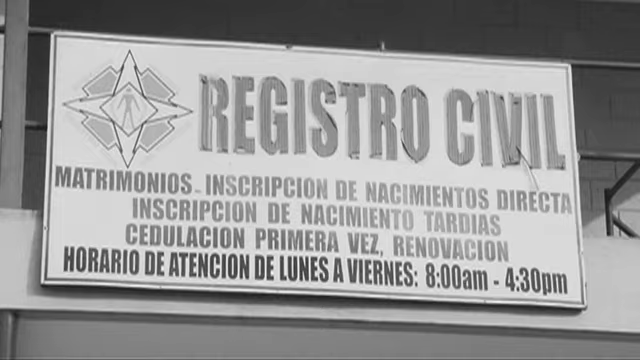 REGISTRO CIVIL
MATRIMONIOS - INSCRIPCION DE NACIMIENTOS DIRECTA
INSCRIPCION DE NACIMIENTO TARDIAS
CEDULACION PRIMERA VEZ, RENOVACION
HORARIO DE ATENCION DE LUNES A VIERNES: 8:00am - 4:30pm